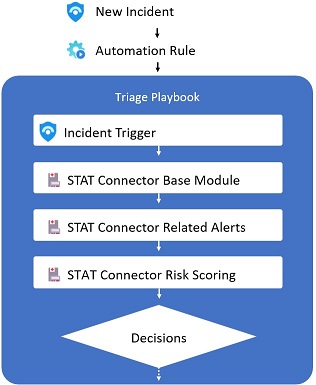 New Incident
Automation Rule
Triage Playbook
Incident Trigger
STAT Connector Base Module
STAT Connector Related Alerts
STAT Connector Risk Scoring
Decisions